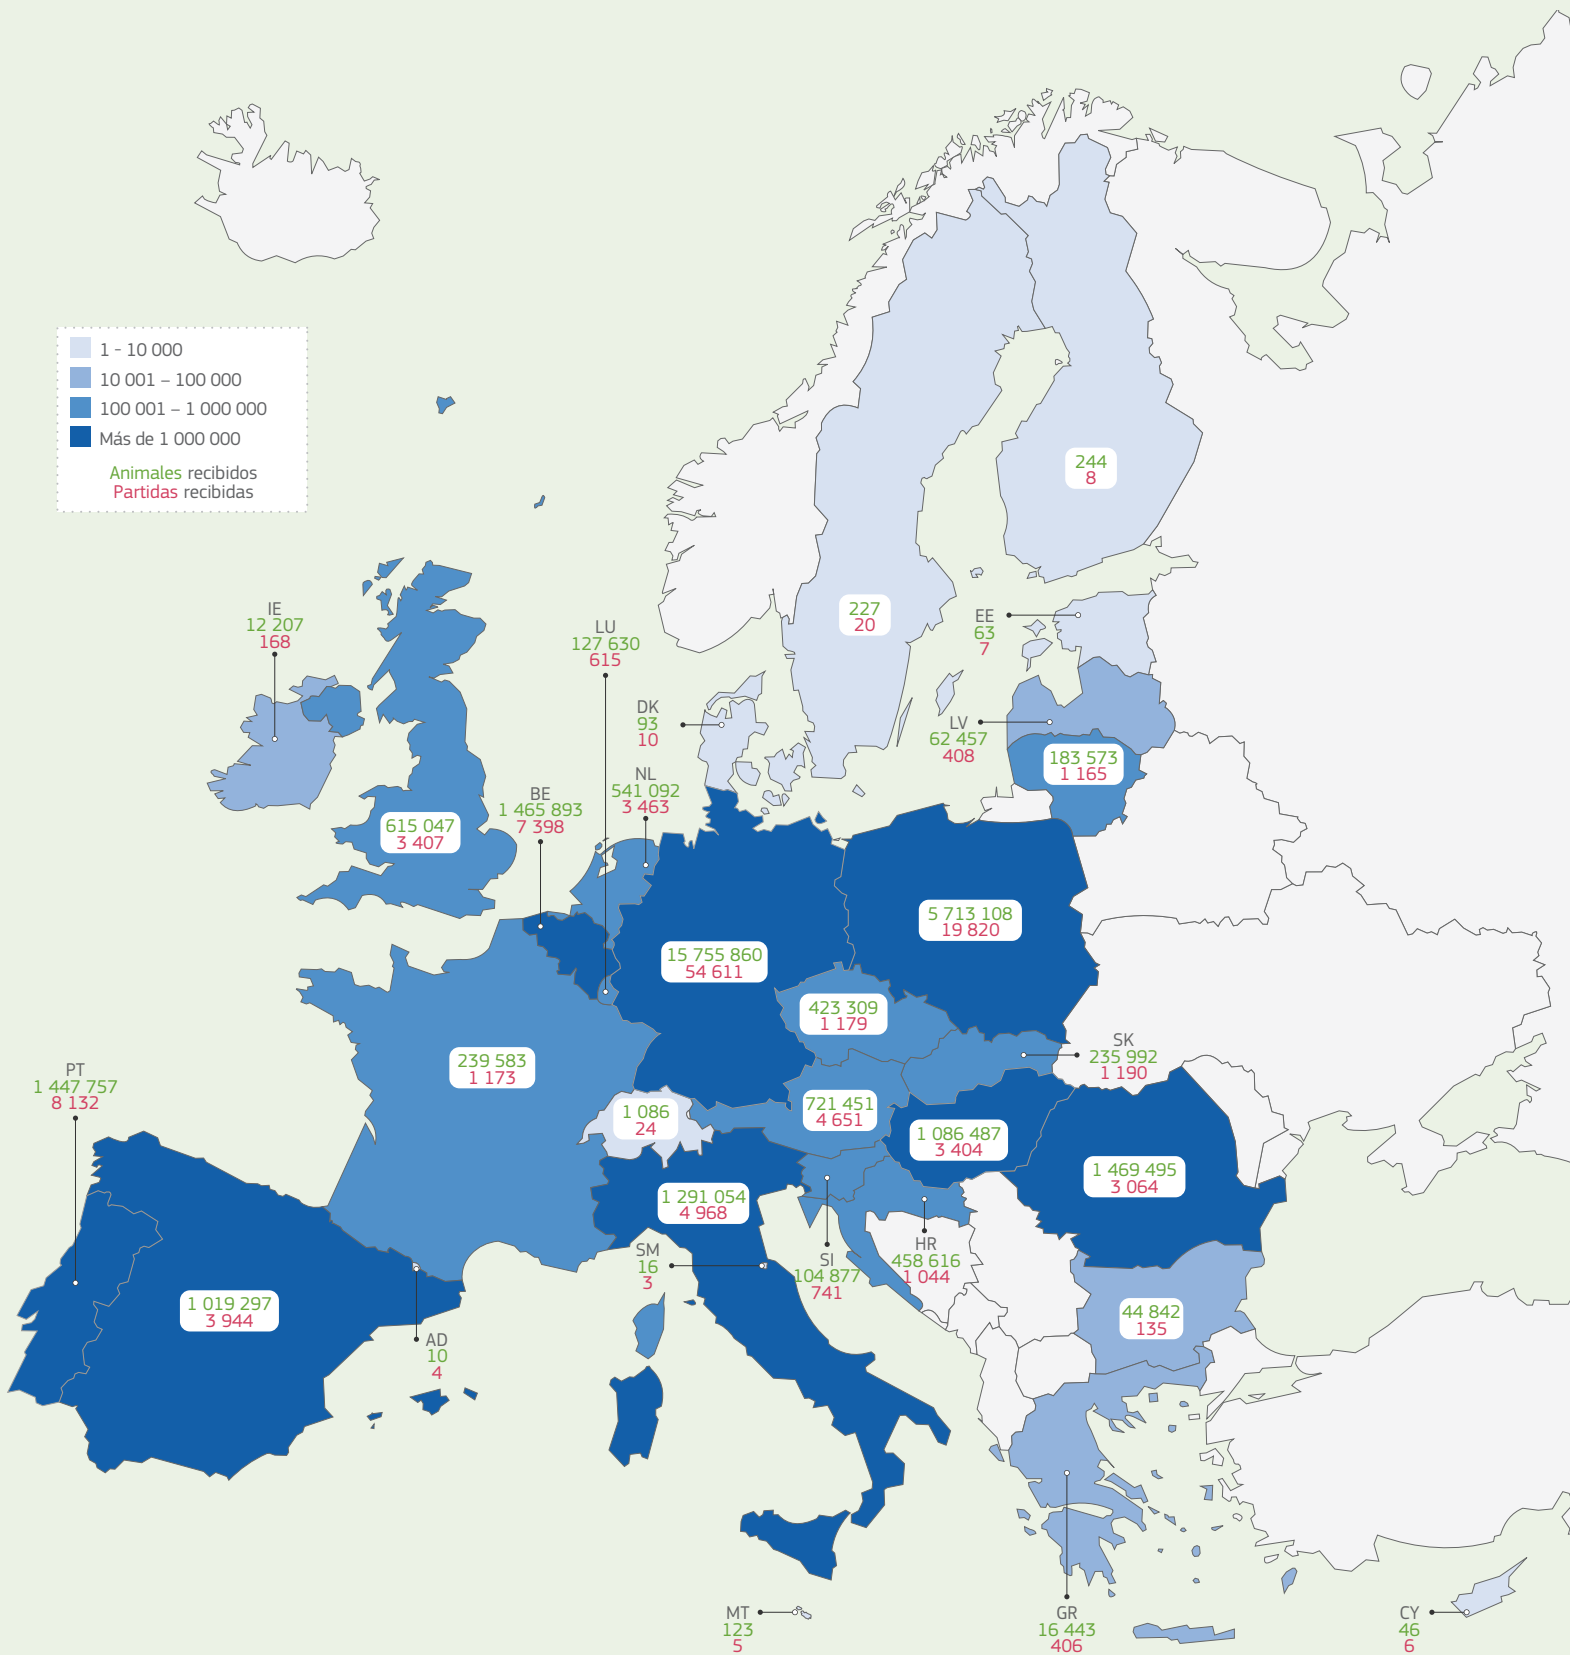 1 - 10 000
10 001 – 100 000
100 001 – 1 000 000
Más de 1 000 000
Animales recibidos
Partidas recibidas
244
8
227
20
IE
12 207
168
LU
127 630
615
EE
63
7
DK
93
10
LV
62 457
408
183 573
1 165
NL
541 092
3 463
BE
1 465 893
7 398
615 047
3 407
5 713 108
19 820
15 755 860
54 611
423 309
1 179
SK
235 992
1 190
239 583
1 173
PT
1 447 757
8 132
1 086
24
721 451
4 651
1 086 487
3 404
1 469 495
3 064
1 291 054
4 968
SM
16
3
SI
104 877
741
HR
458 616
1 044
44 842
135
1 019 297
3 944
AD
10
4
MT
123
5
GR
16 443
406
CY
46
6